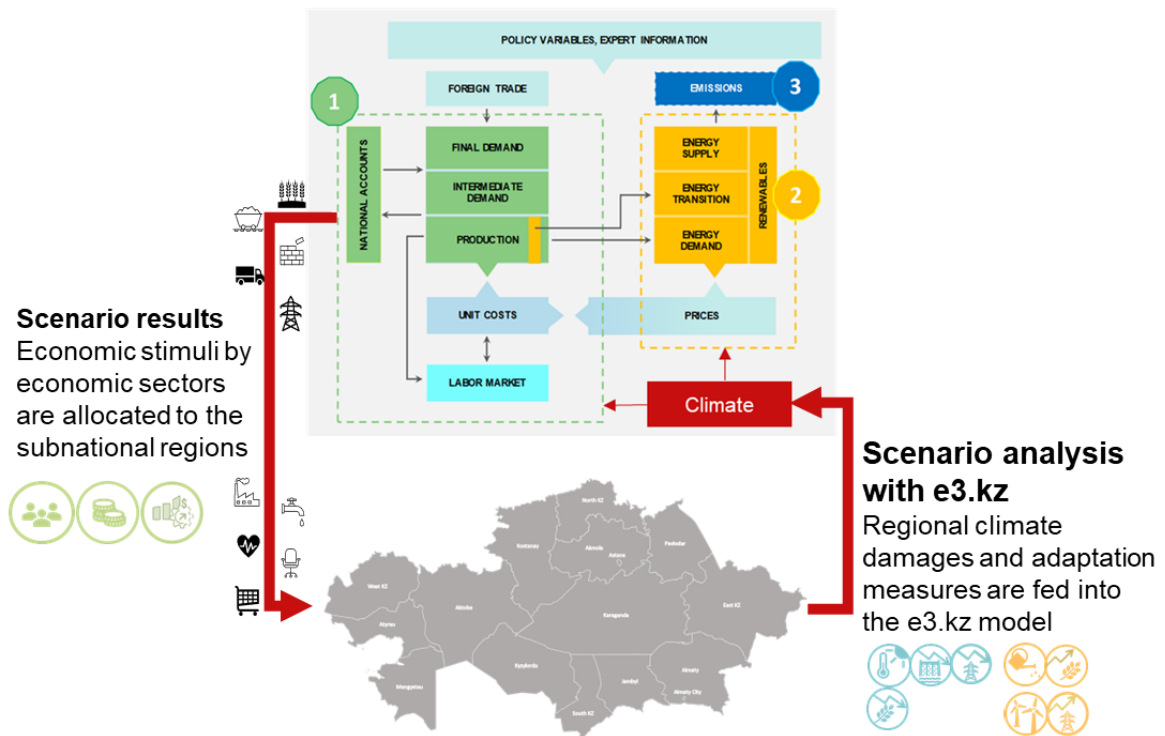 POLICY VARIABLES, EXPERT INFORMATION
1
FOREIGN TRADE
EMISSIONS
3
NATIONAL ACCOUNTS
FINAL DEMAND
INTERMEDIATE
DEMAND
PRODUCTION
ENERGY
SUPPLY
ENERGY
TRANSITION
ENERGY
DEMAND
RENEWABLES
2
UNIT COSTS
PRICES
LABOR MARKET
Climate
Scenario results
Economic stimuli by
economic sectors
are allocated to the
subnational regions
Scenario analysis
with e3.kz
Regional climate
damages and adaptation
measures are fed into
the e3.kz model
North KZ
Kostanay
Akmola
Astana
Pavlodar
West KZ
Aktobe
Karaganda
East KZ
Atyrau
Mangystau
Kyzylorda
South KZ
Jambyl
Almaty
Almaty City